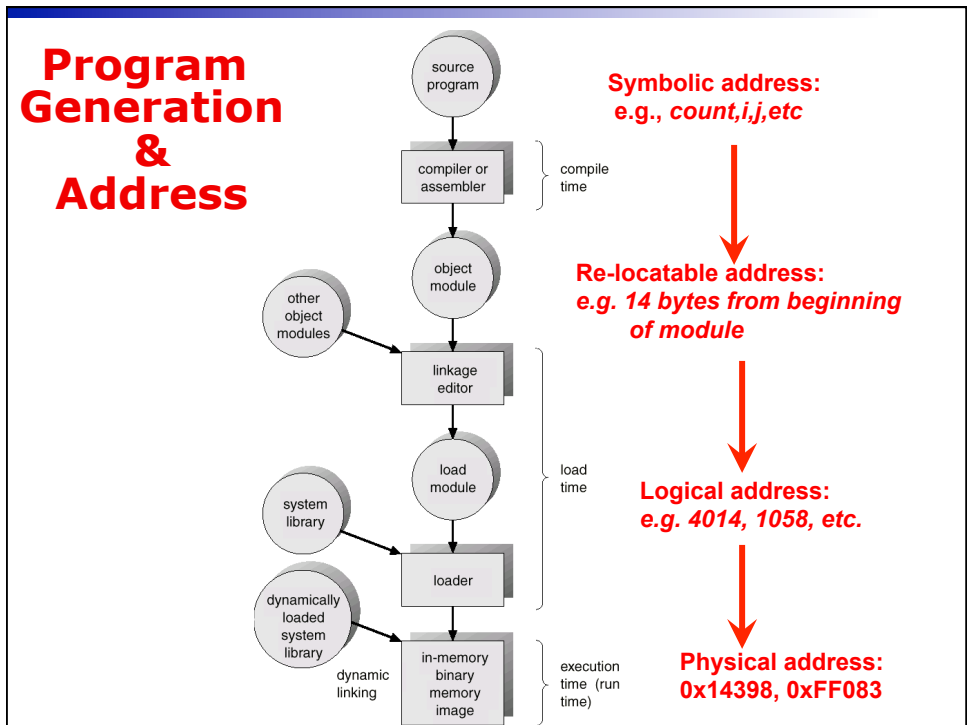 Program
Generation
&
Address
source
program
compiler or
assembler
compile
time
object
module
other
object
modules
linkage
editor
load
module
load
time
system
library
loader
dynamically
loaded
system
library
dynamic
linking
in-memory
binary
memory
image
execution
time (run
time)
Symbolic address:
e.g., count,i,j,etc
Re-locatable address:
e.g. 14 bytes from beginning
of module
Logical address:
e.g. 4014, 1058, etc.
Physical address:
0x14398, 0xFF083